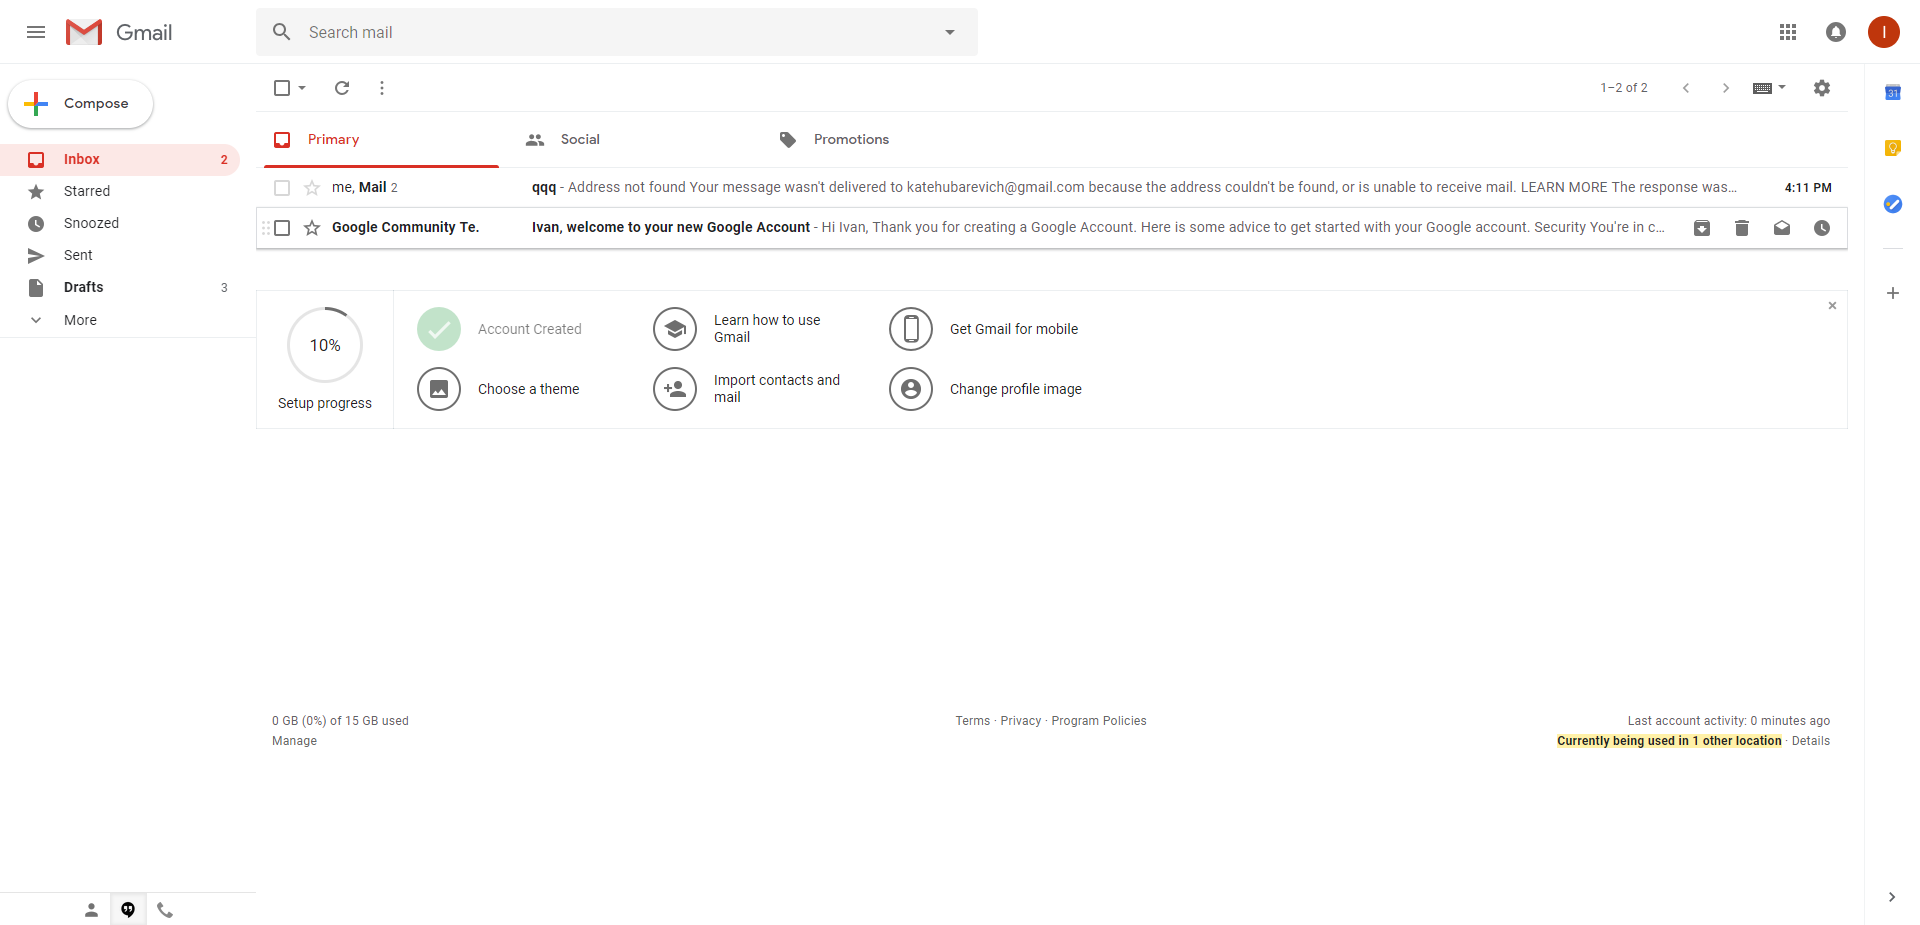 Gmail
Search mail
I
Compose
1–2 of 2
31
Primary
Social
Promotions
Inbox 2
Starred
Snoozed
Sent
Drafts 3
More
me, Mail 2 qqq - Address not found Your message wasn't delivered to katehubarevich@gmail.com because the address couldn't be found, or is unable to receive mail. LEARN MORE The response was... 4:11 PM
Google Community Te. Ivan, welcome to your new Google Account - Hi Ivan, Thank you for creating a Google Account. Here is some advice to get started with your Google account. Security You're in c...
10%
Setup progress
Account Created
Learn how to use
Gmail
Get Gmail for mobile
Choose a theme
Import contacts and
mail
Change profile image
0 GB (0%) of 15 GB used
Manage
Terms · Privacy · Program Policies
Last account activity: 0 minutes ago
Currently being used in 1 other location · Details